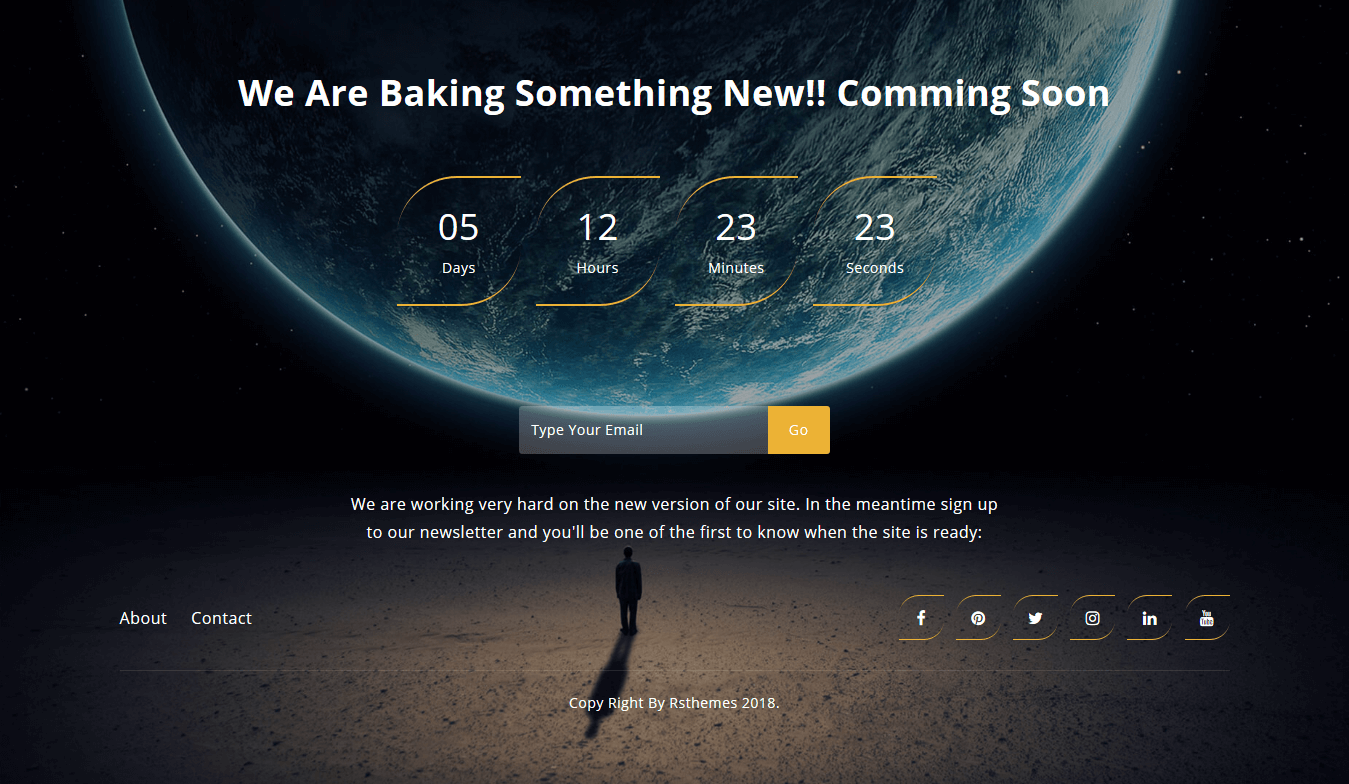 We Are Baking Something New!! Comming Soon
05 12 23 23
Days Hours Minutes Seconds
Type Your Email Go
We are working very hard on the new version of our site. In the meantime sign up
to our newsletter and you'll be one of the first to know when the site is ready:
About Contact
You Tube
Copy Right By Rsthemes 2018.